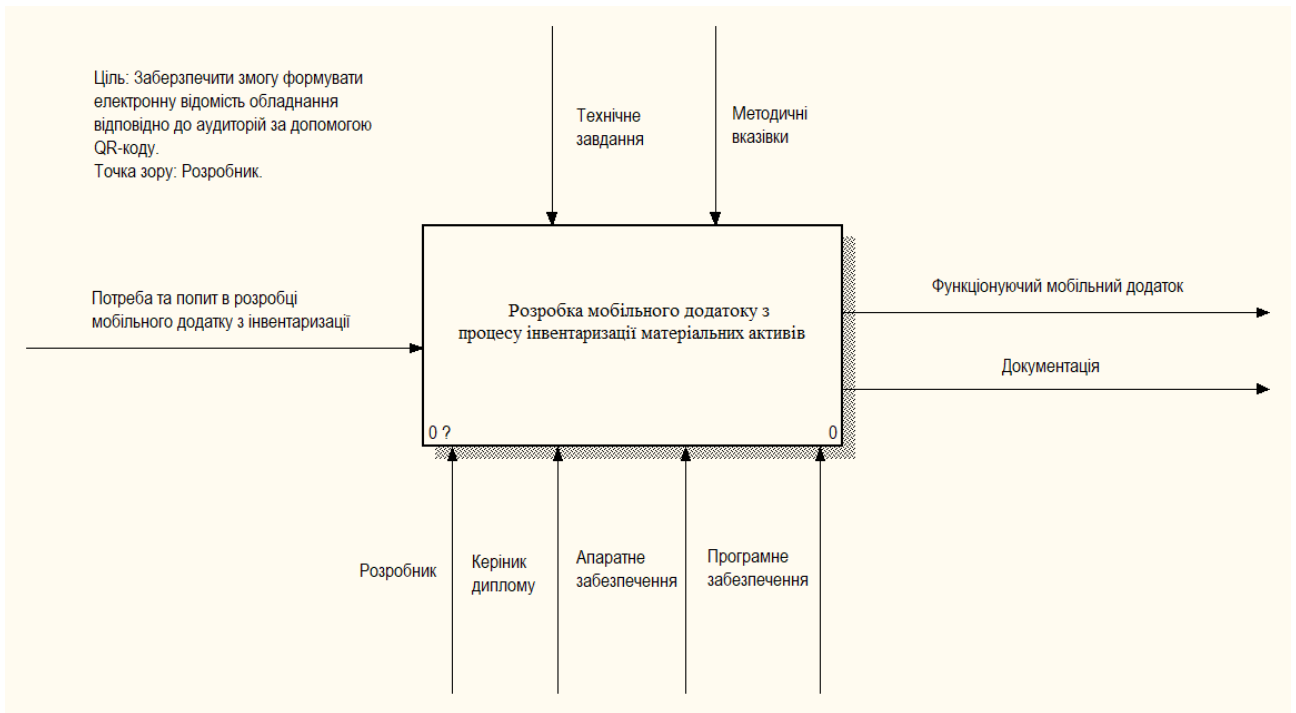 Ціль: Заберзпечити змогу формувати
електронну відомість обладнання
відповідно до аудиторій за допомогою
QR-коду.
Точка зору: Розробник.
Технічне
завдання
Методичні
вказівки
Потреба та попит в розробці
мобільного додатку з інвентаризації
Розробка мобільного додатоку з
процесу інвентаризації матеріальних активів
0 ?
0
Функціонуючий мобільний додаток
Документація
Розробник
Керіник
диплому
Апаратне
забезпечення
Програмне
забезпечення